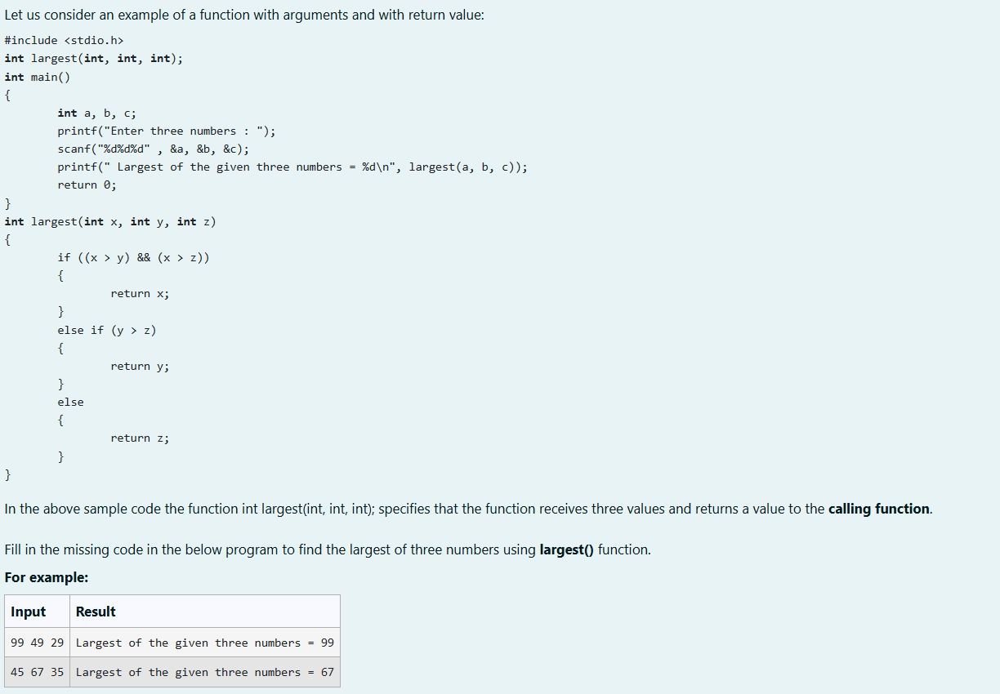 Let us consider an example of a function with arguments and with return value:
#include <stdio.h>
int largest(int, int, int);
int main()
{
        int a, b, c;
        printf("Enter three numbers : ");
        scanf("%d%d%d" , &a, &b, &c);
        printf(" Largest of the given three numbers = %d\n", largest(a, b, c));
        return 0;
}
int largest(int x, int y, int z)
{
        if ((x > y) && (x > z))
        {
                return x;
        }
        else if (y > z)
        {
                return y;
        }
        else
        {
                return z;
        }
}
In the above sample code the function int largest(int, int, int); specifies that the function receives three values and returns a value to the calling function.
Fill in the missing code in the below program to find the largest of three numbers using largest() function.
For example:
Input Result
99 49 29 Largest of the given three numbers = 99
45 67 35 Largest of the given three numbers = 67